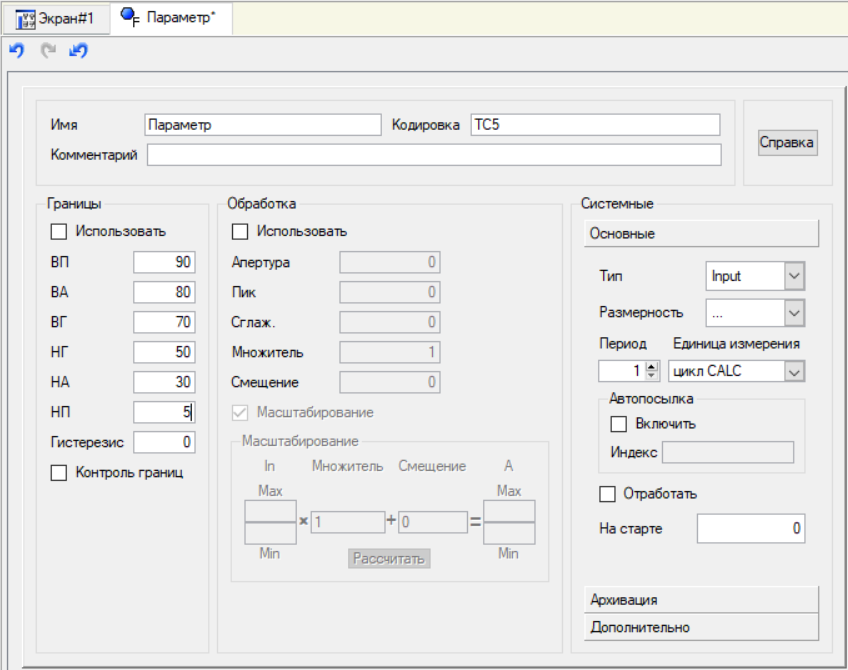 Экран#1 Параметр*
Имя Параметр Кодировка TC5
Комментарий
Справка
Границы
Использовать
ВП 90
ВА 80
ВГ 70
НГ 50
НА 30
НП 5
Гистерезис 0
Контроль границ
Обработка
Использовать
Апертура 0
Пик 0
Сглаж. 0
Множитель 1
Смещение 0
Масштабирование
Масштабирование
In Множитель Смещение A
Max Max
× 1 + 0 =
Min Min
Рассчитать
Системные
Основные
Тип Input
Размерность ...
Период Единица измерения
1 цикл CALC
Автопосылка
Включить
Индекс
Отработать
На старте 0
Архивация
Дополнительно